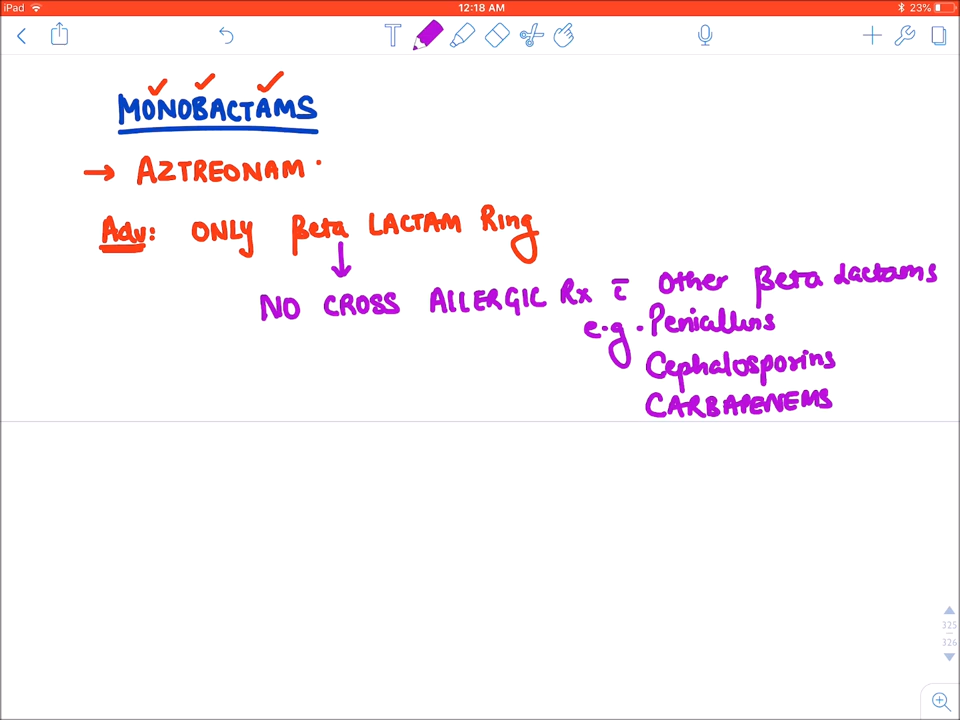 iPad 12:18 AM 23%
T
MONOBACTAMS
→ AZTREONAM
Adv: ONLY Beta LACTAM Ring
↓
NO CROSS ALLERGIC Rx c̄ Other Beta Lactams
e.g. Penicillins
Cephalosporins
CARBAPENEMS
325
326